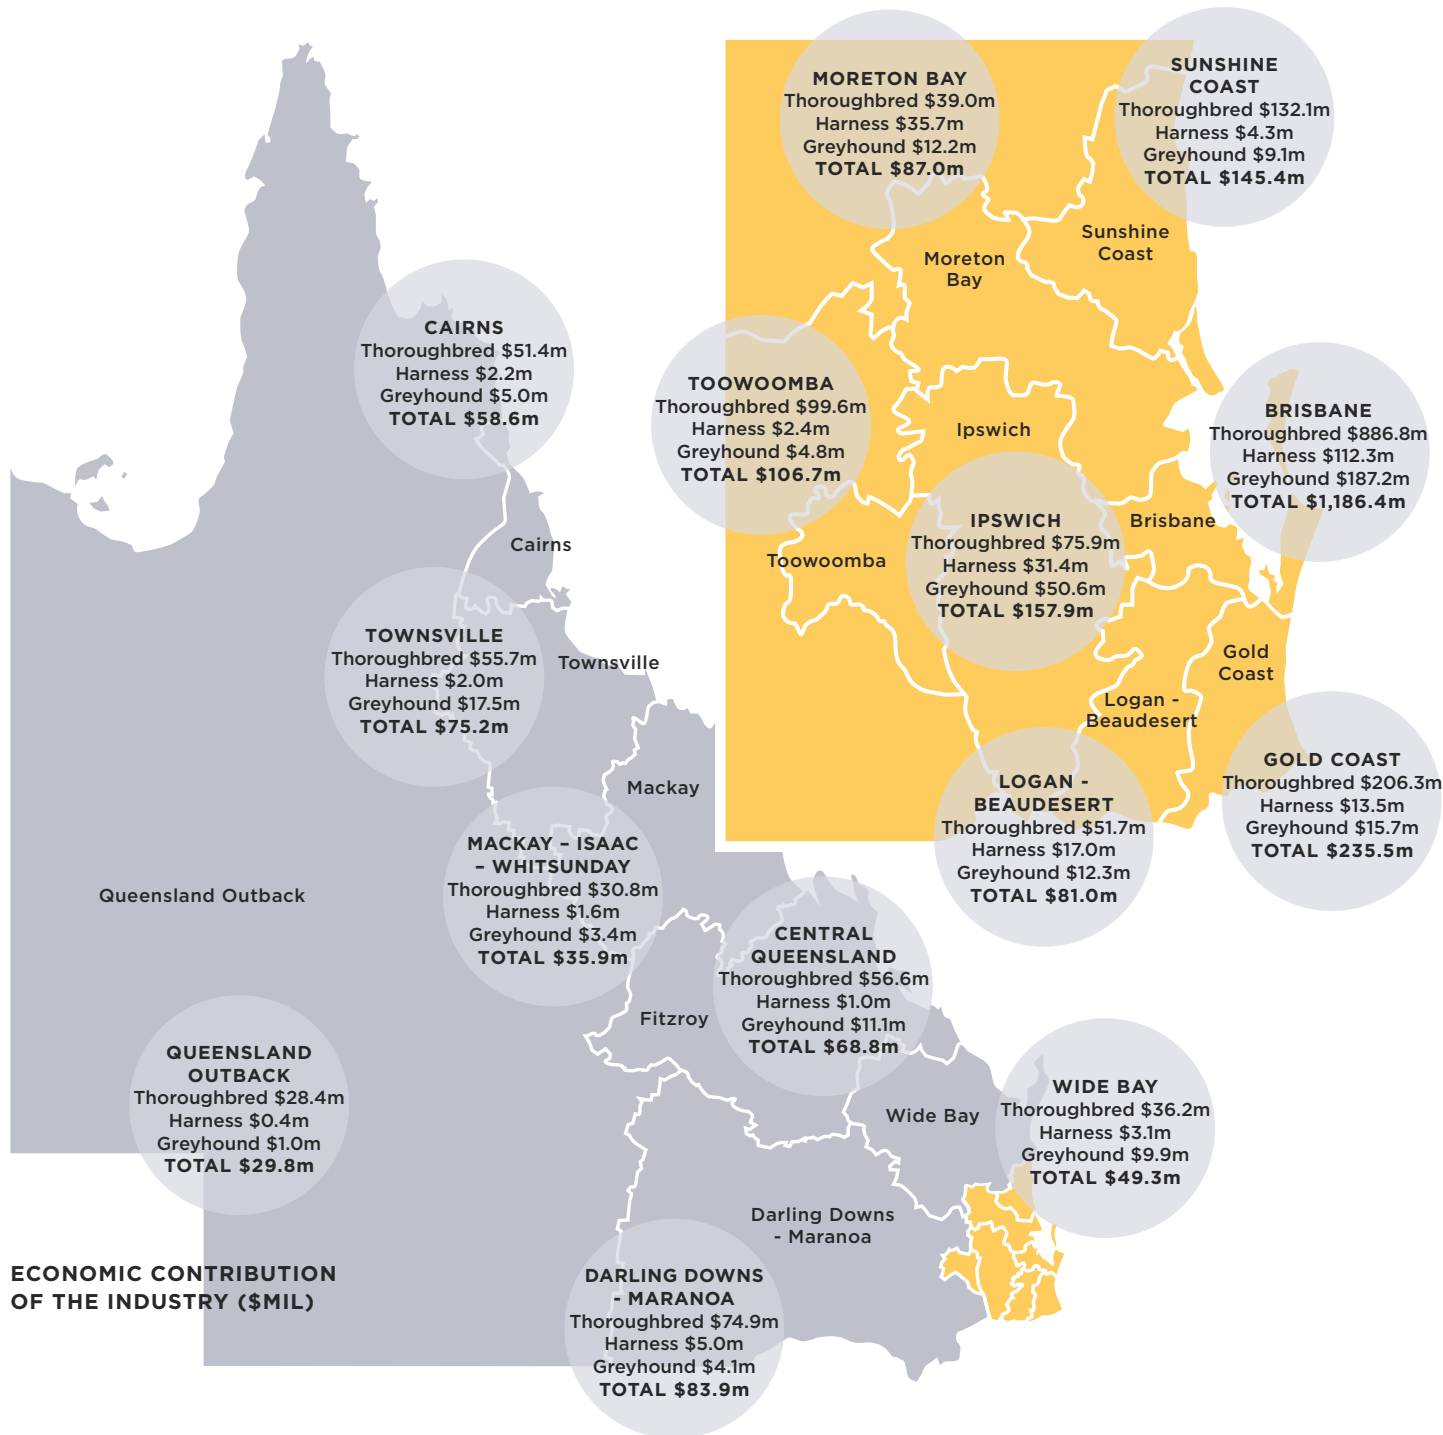 MORETON BAY
Thoroughbred $39.0m
Harness $35.7m
Greyhound $12.2m
TOTAL $87.0m
SUNSHINE
COAST
Thoroughbred $132.1m
Harness $4.3m
Greyhound $9.1m
TOTAL $145.4m
Sunshine
Coast
Moreton
Bay
CAIRNS
Thoroughbred $51.4m
Harness $2.2m
Greyhound $5.0m
TOTAL $58.6m
TOOWOOMBA
Thoroughbred $99.6m
Harness $2.4m
Greyhound $4.8m
TOTAL $106.7m
Ipswich
BRISBANE
Thoroughbred $886.8m
Harness $112.3m
Greyhound $187.2m
TOTAL $1,186.4m
IPSWICH
Thoroughbred $75.9m
Harness $31.4m
Greyhound $50.6m
TOTAL $157.9m
Brisbane
Cairns
Toowoomba
TOWNSVILLE
Thoroughbred $55.7m
Harness $2.0m
Greyhound $17.5m
TOTAL $75.2m
Townsville
Gold
Coast
Logan -
Beaudesert
Mackay
GOLD COAST
Thoroughbred $206.3m
Harness $13.5m
Greyhound $15.7m
TOTAL $235.5m
LOGAN -
BEAUDESERT
Thoroughbred $51.7m
Harness $17.0m
Greyhound $12.3m
TOTAL $81.0m
MACKAY – ISAAC
– WHITSUNDAY
Thoroughbred $30.8m
Harness $1.6m
Greyhound $3.4m
TOTAL $35.9m
Queensland Outback
CENTRAL
QUEENSLAND
Thoroughbred $56.6m
Harness $1.0m
Greyhound $11.1m
TOTAL $68.8m
Fitzroy
QUEENSLAND
OUTBACK
Thoroughbred $28.4m
Harness $0.4m
Greyhound $1.0m
TOTAL $29.8m
WIDE BAY
Thoroughbred $36.2m
Harness $3.1m
Greyhound $9.9m
TOTAL $49.3m
Wide Bay
Darling Downs
- Maranoa
ECONOMIC CONTRIBUTION
OF THE INDUSTRY ($MIL)
DARLING DOWNS
- MARANOA
Thoroughbred $74.9m
Harness $5.0m
Greyhound $4.1m
TOTAL $83.9m